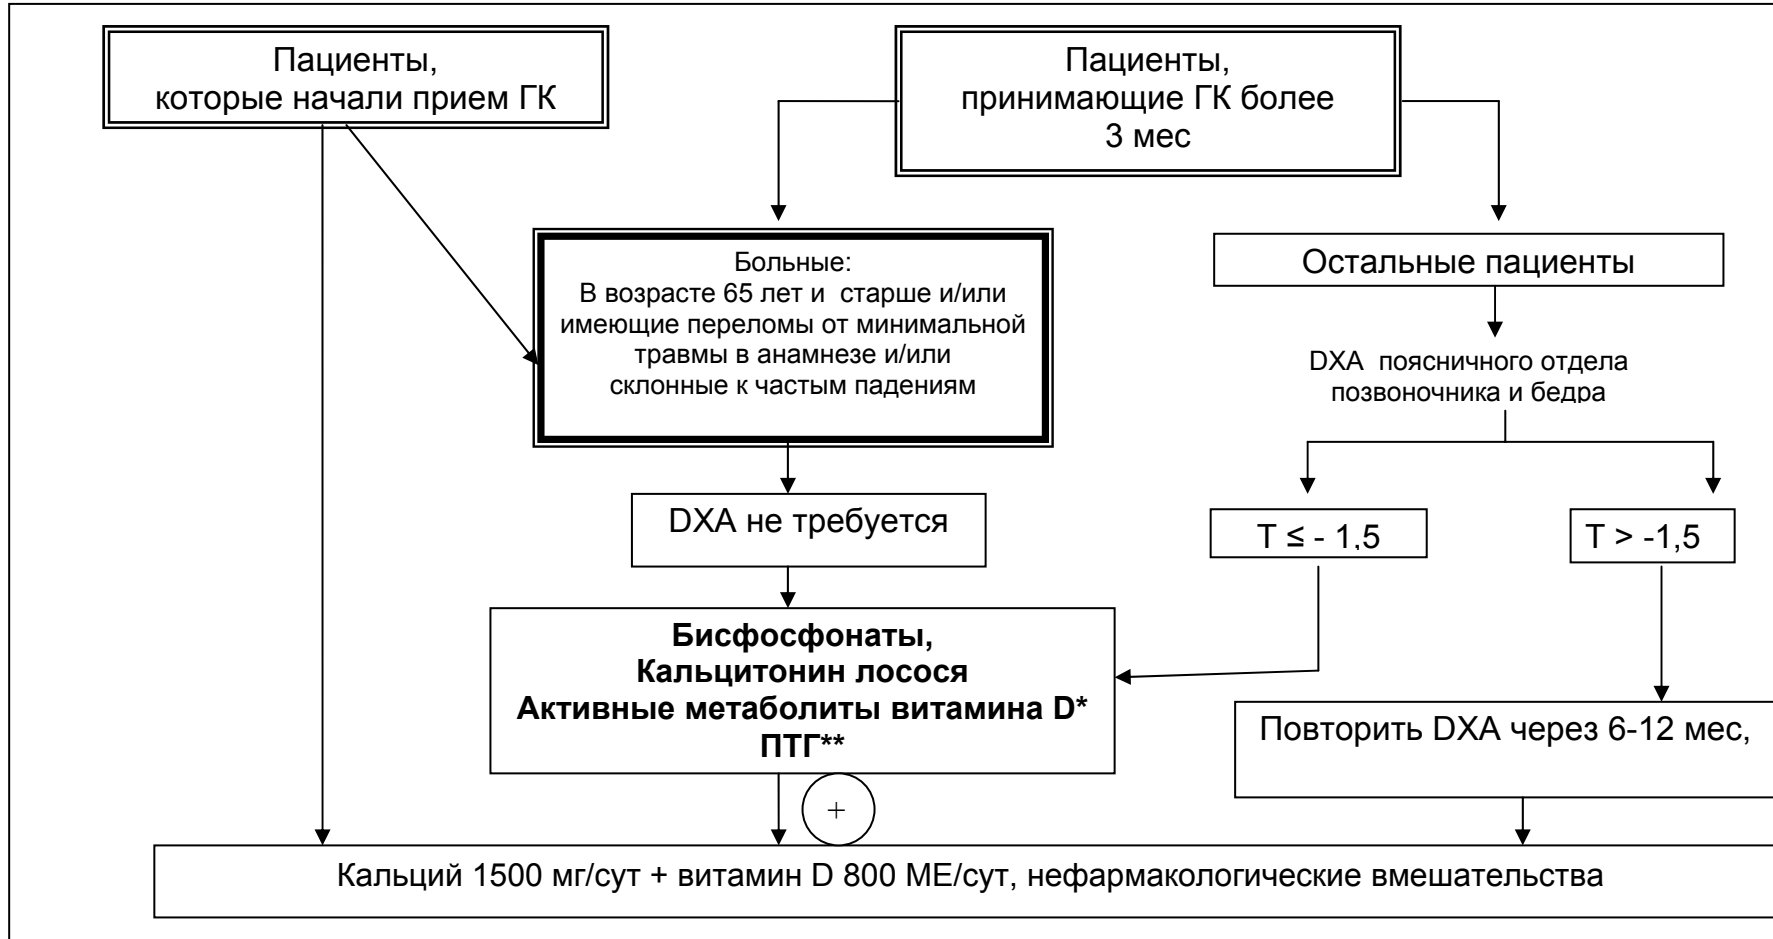 Пациенты,
которые начали прием ГК
Пациенты,
принимающие ГК более
3 мес
Больные:
В возрасте 65 лет и старше и/или
имеющие переломы от минимальной
травмы в анамнезе и/или
склонные к частым падениям
Остальные пациенты
DXA поясничного отдела
позвоночника и бедра
DXA не требуется
T ≤ - 1,5
T > -1,5
Бисфосфонаты,
Кальцитонин лосося
Активные метаболиты витамина D*
ПТГ**
Повторить DXA через 6-12 мес,
+
Кальций 1500 мг/сут + витамин D 800 МЕ/сут, нефармакологические вмешательства